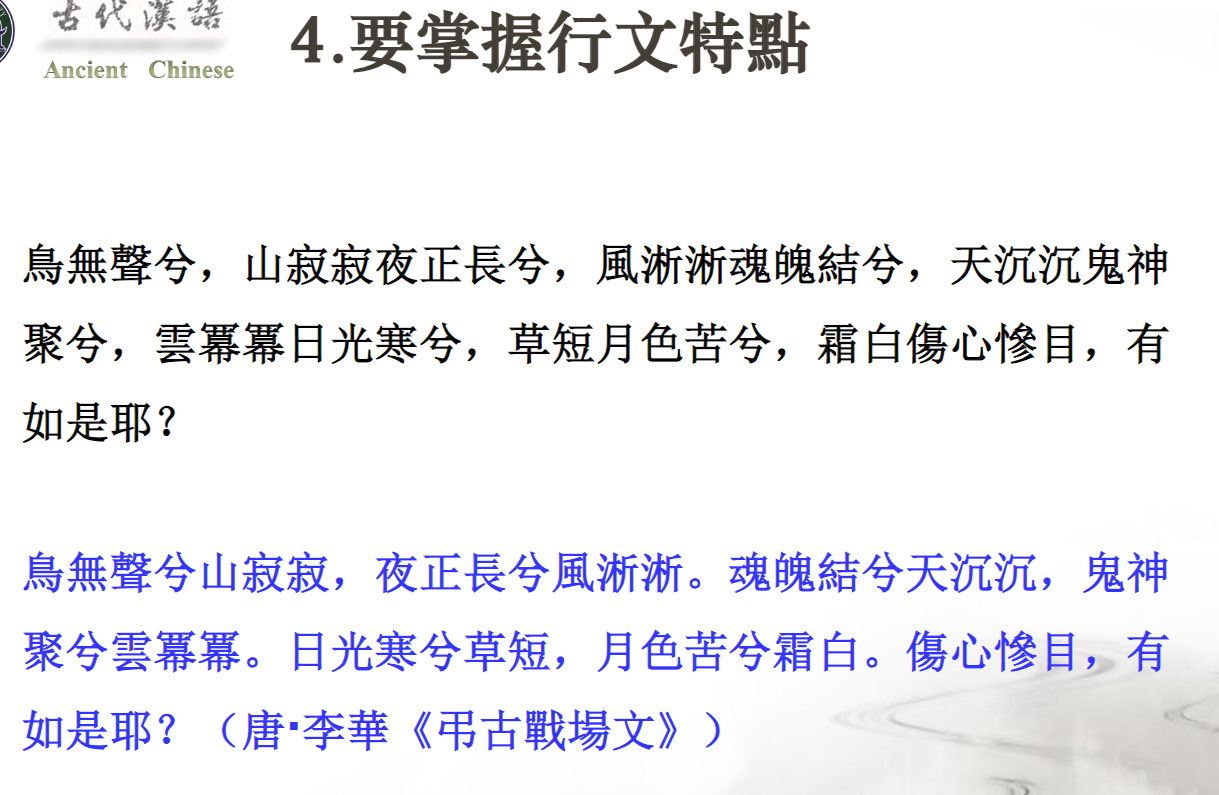 古代漢語
Ancient Chinese
4.要掌握行文特點
鳥無聲兮，山寂寂夜正長兮，風淅淅魂魄結兮，天沉沉鬼神
聚兮，雲羃羃日光寒兮，草短月色苦兮，霜白傷心慘目，有
如是耶？
鳥無聲兮山寂寂，夜正長兮風淅淅。魂魄結兮天沉沉，鬼神
聚兮雲羃羃。日光寒兮草短，月色苦兮霜白。傷心慘目，有
如是耶？（唐·李華《弔古戰場文》）